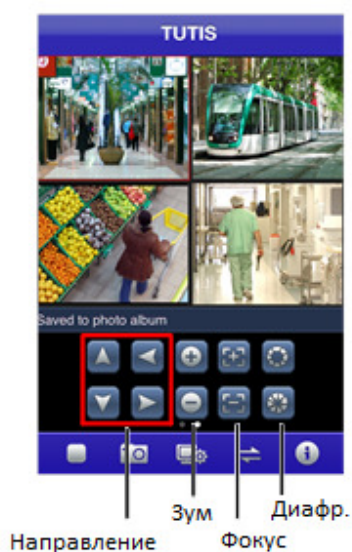 TUTIS
Saved to photo album
Зум
Диафр.
Направление
Фокус